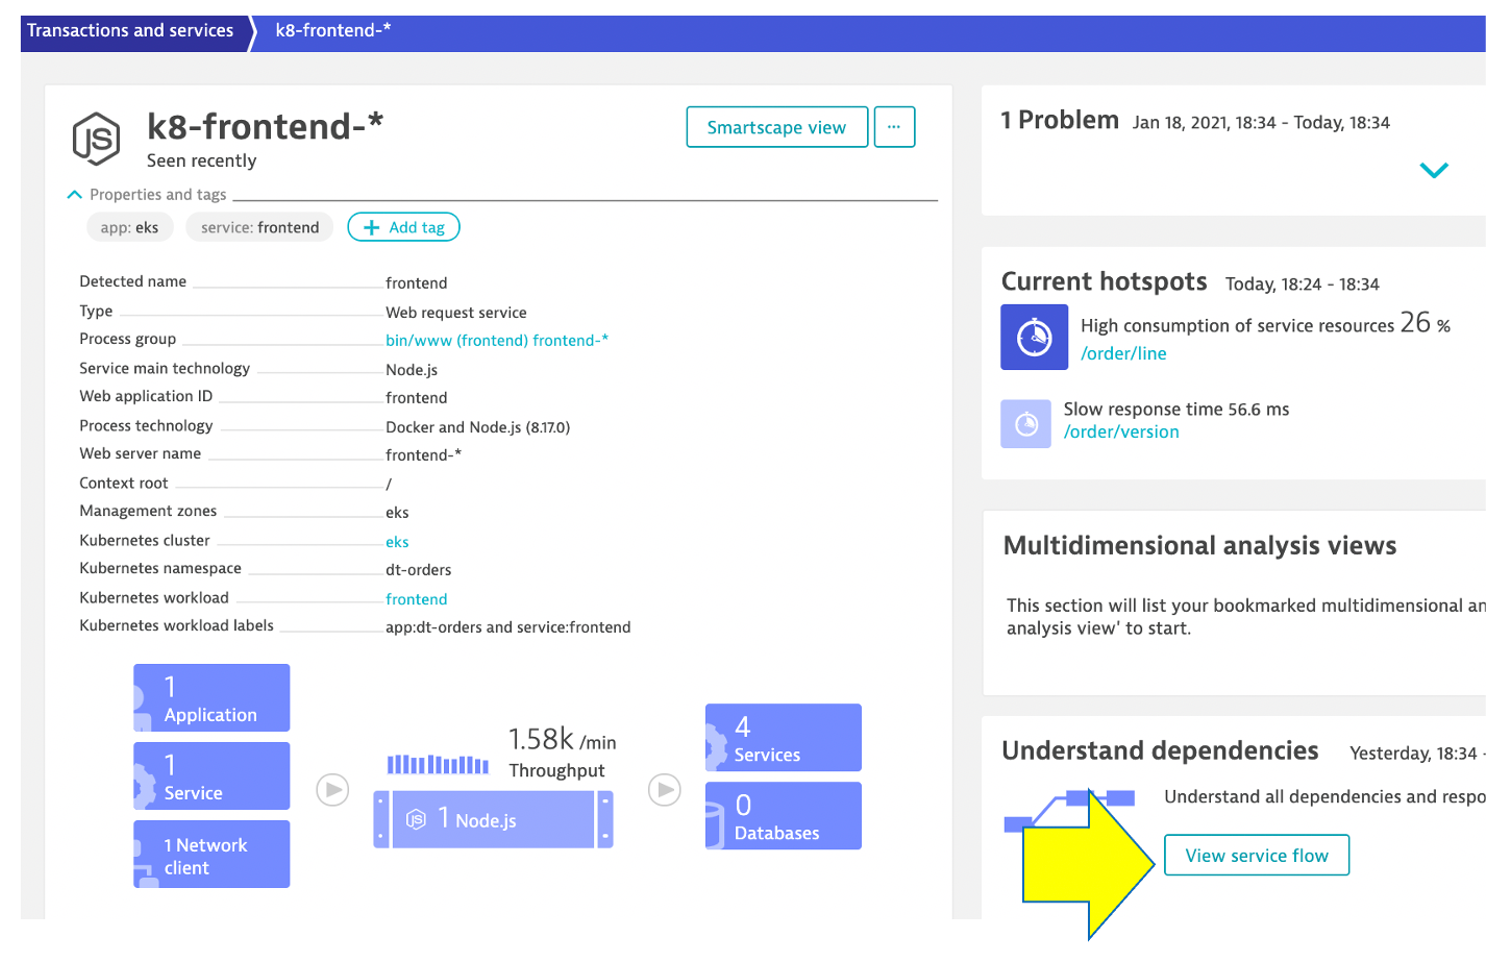 Transactions and services
k8-frontend-*
JS
k8-frontend-*
Seen recently
Smartscape view
...
Properties and tags
app: eks
service: frontend
+ Add tag
Detected name frontend
Type Web request service
Process group bin/www (frontend) frontend-*
Service main technology Node.js
Web application ID frontend
Process technology Docker and Node.js (8.17.0)
Web server name frontend-*
Context root /
Management zones eks
Kubernetes cluster eks
Kubernetes namespace dt-orders
Kubernetes workload frontend
Kubernetes workload labels app:dt-orders and service:frontend
1
Application
1
Service
1 Network
client
1.58k /min
Throughput
JS 1 Node.js
4
Services
0
Databases
1 Problem Jan 18, 2021, 18:34 - Today, 18:34
Current hotspots Today, 18:24 - 18:34
High consumption of service resources 26 %
/order/line
Slow response time 56.6 ms
/order/version
Multidimensional analysis views
This section will list your bookmarked multidimensional an
analysis view' to start.
Understand dependencies Yesterday, 18:34 -
Understand all dependencies and respo
View service flow